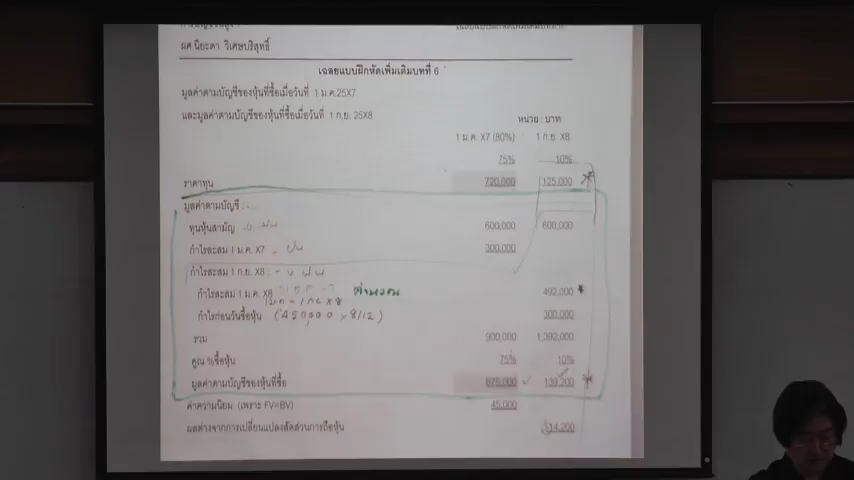 ผศ.นิยะดา วิเศษบริสุทธิ์
เฉลยแบบฝึกหัดเพิ่มเติมบทที่ 6
มูลค่าตามบัญชีของหุ้นที่ซื้อเมื่อวันที่ 1 ม.ค.25X7
และมูลค่าตามบัญชีของหุ้นที่ซื้อเมื่อวันที่ 1 ก.ย. 25X8
หน่วย : บาท
1 ม.ค. X7 (80%) 1 ก.ย. X8
75% 10%
ราคาทุน 720,000 125,000
มูลค่าตามบัญชี
ทุนหุ้นสามัญ 600,000 600,000
กำไรสะสม 1 ม.ค. X7 300,000
กำไรสะสม 1 ก.ย. X8
กำไรสะสม 1 ม.ค. X8 492,000
กำไรก่อนวันซื้อหุ้น (450,000 x 8/12) 300,000
รวม 900,000 1,392,000
คูณ %ซื้อหุ้น 75% 10%
มูลค่าตามบัญชีของหุ้นที่ซื้อ 675,000 139,200
ค่าความนิยม (เพราะ FV=BV) 45,000
ผลต่างจากการเปลี่ยนแปลงสัดส่วนการถือหุ้น 14,200